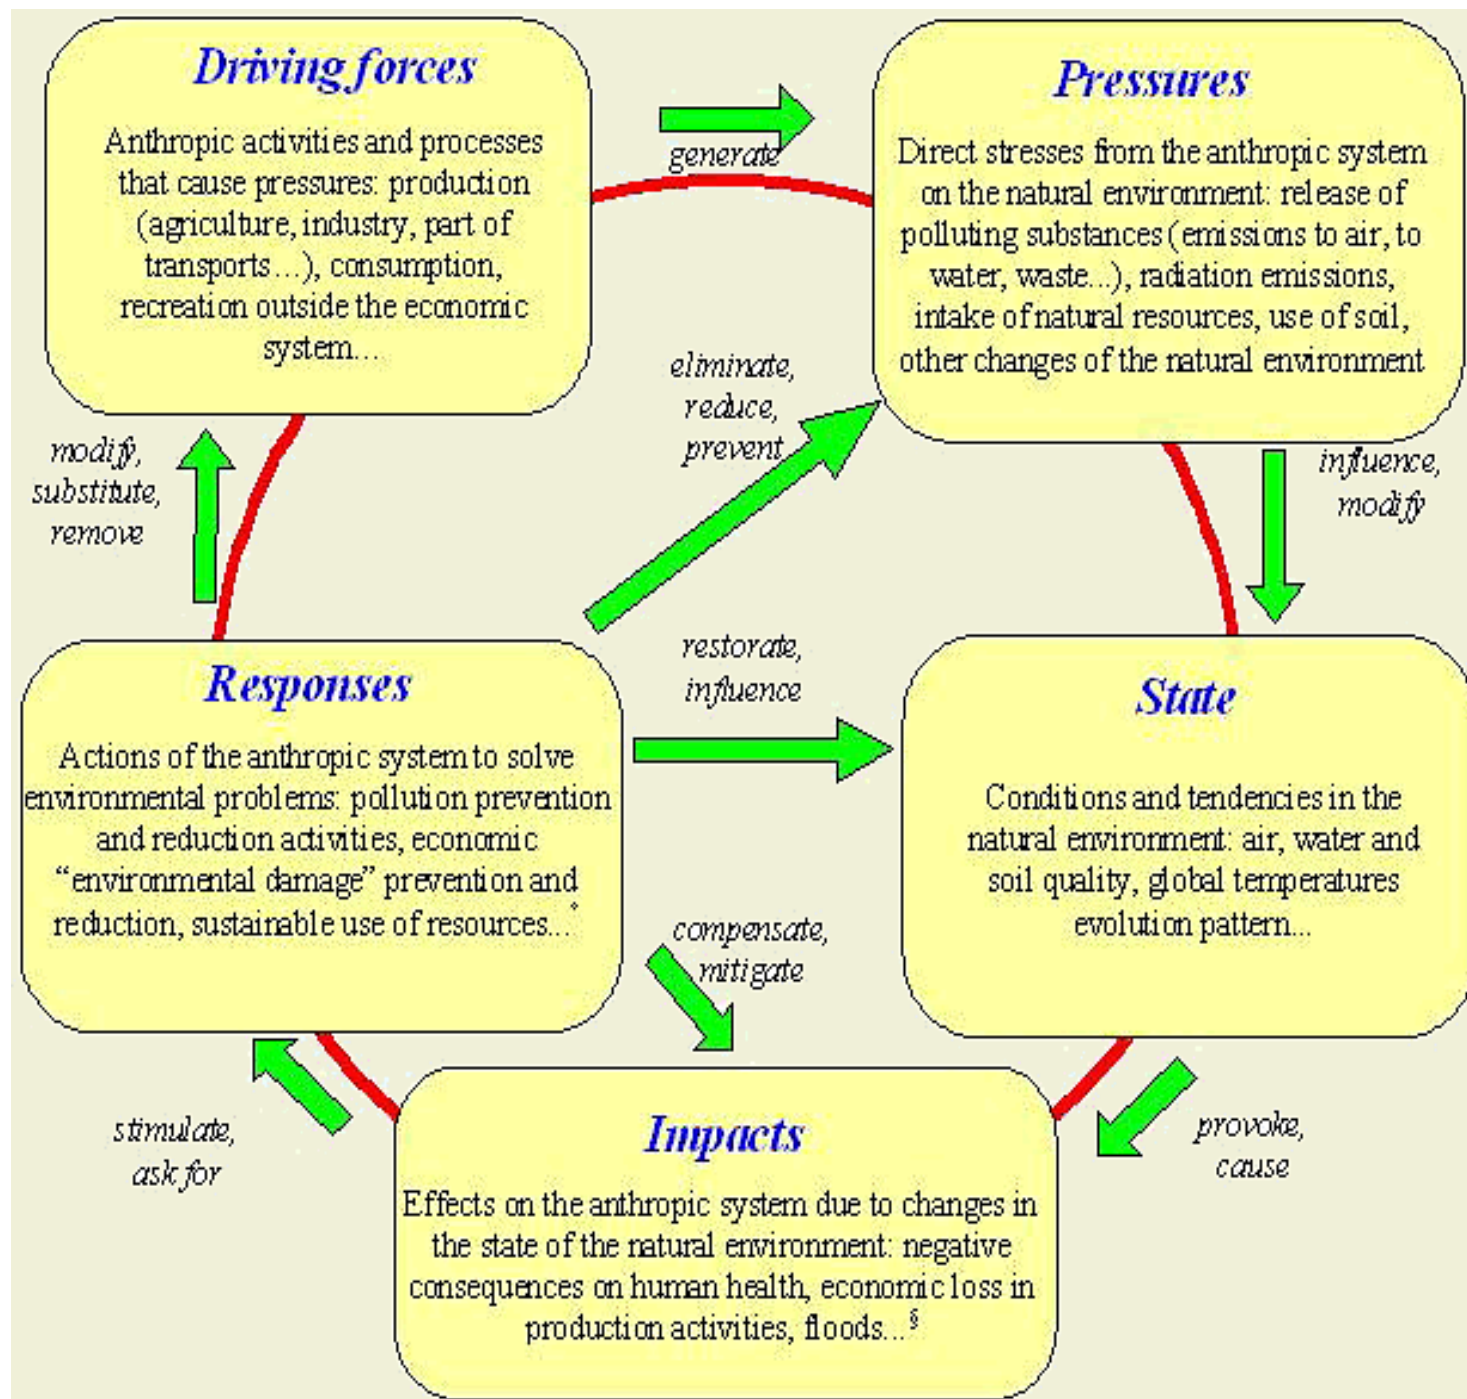 Driving forces
Anthropic activities and processes
that cause pressures: production
(agriculture, industry, part of
transports...), consumption,
recreation outside the economic
system...
generate
Pressures
Direct stresses from the anthropic system
on the natural environment: release of
polluting substances (emissions to air, to
water, waste...), radiation emissions,
intake of natural resources, use of soil,
other changes of the natural environment
modify,
substitute,
remove
eliminate,
reduce,
prevent
influence,
modify
Responses
Actions of the anthropic system to solve
environmental problems: pollution prevention
and reduction activities, economic
“environmental damage” prevention and
reduction, sustainable use of resources...°
restorate,
influence
State
Conditions and tendencies in the
natural environment: air, water and
soil quality, global temperatures
evolution pattern...
compensate,
mitigate
stimulate,
ask for
Impacts
Effects on the anthropic system due to changes in
the state of the natural environment: negative
consequences on human health, economic loss in
production activities, floods...§
provoke,
cause